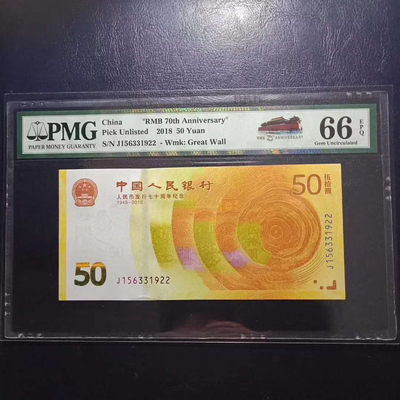 PMG
PAPER MONEY GUARANTY
China "RMB 70th Anniversary"
Pick Unlisted 2018 50 Yuan
S/N J156331922 - Wmk: Great Wall
66 EPQ
Gem Uncirculated
中国人民银行
人民币发行七十周年纪念
1948-2018
50 伍拾圆
50
J156331922
J156331922